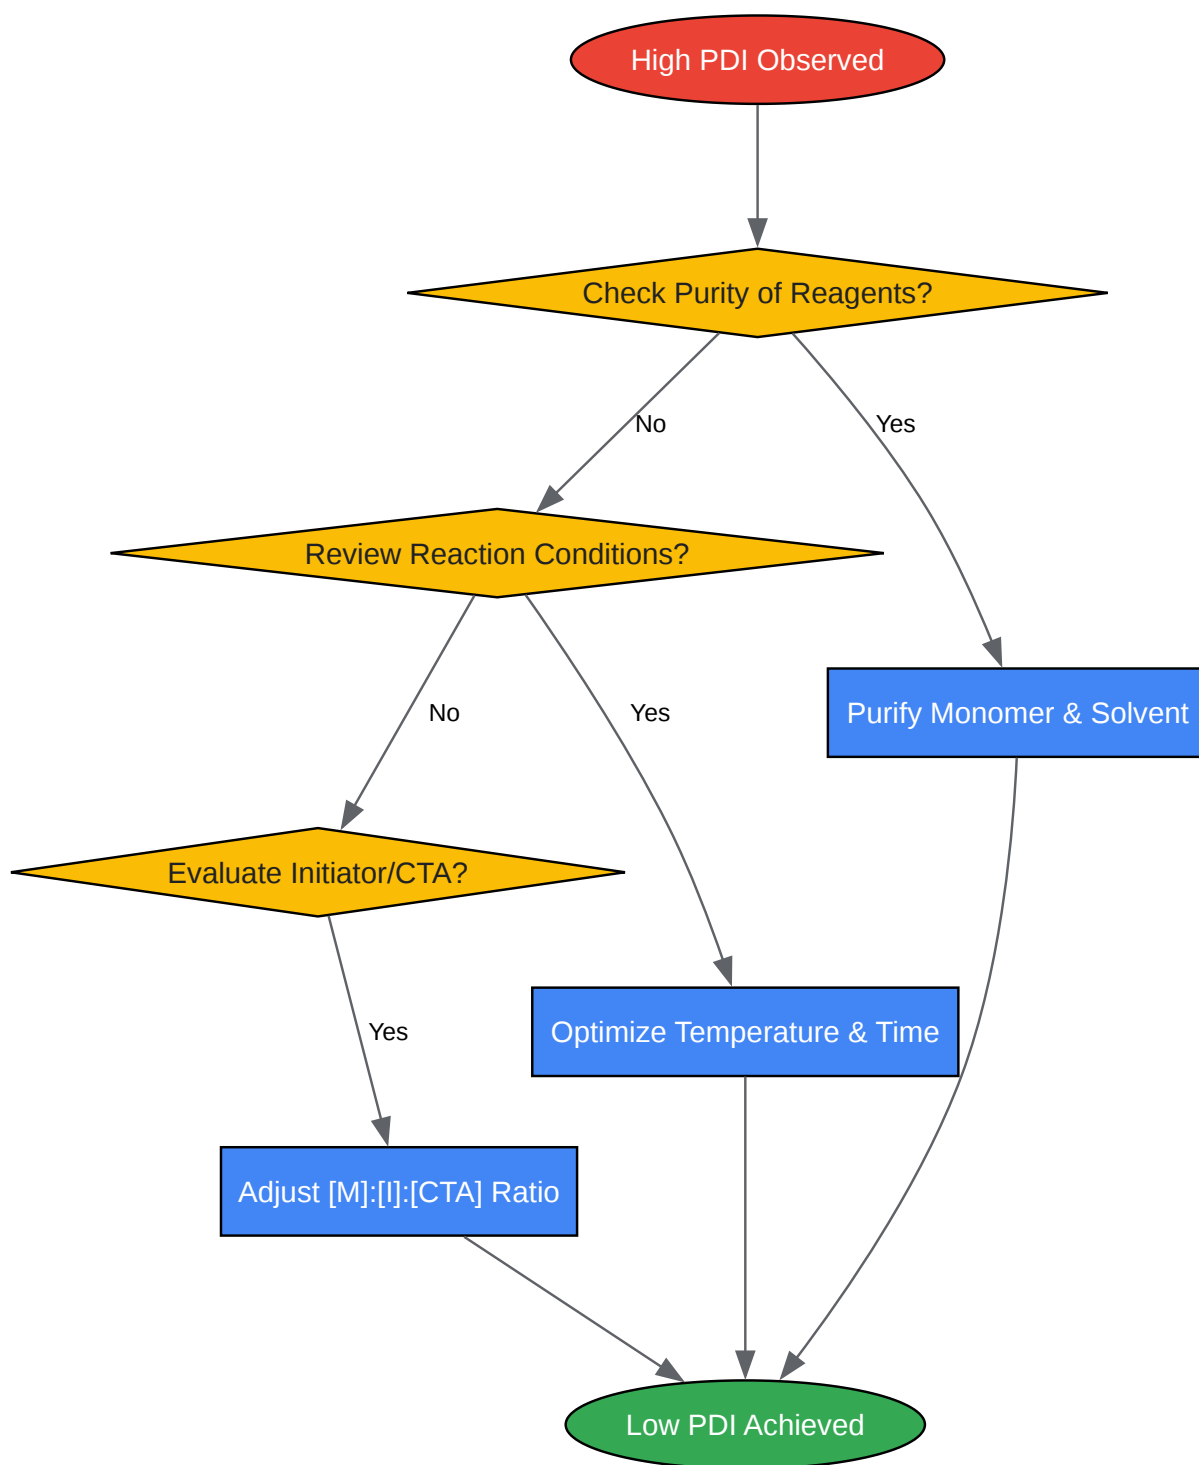 High PDI Observed
Check Purity of Reagents?
No
Yes
Review Reaction Conditions?
No
Yes
Purify Monomer & Solvent
Evaluate Initiator/CTA?
Yes
Optimize Temperature & Time
Adjust [M]:[I]:[CTA] Ratio
Low PDI Achieved